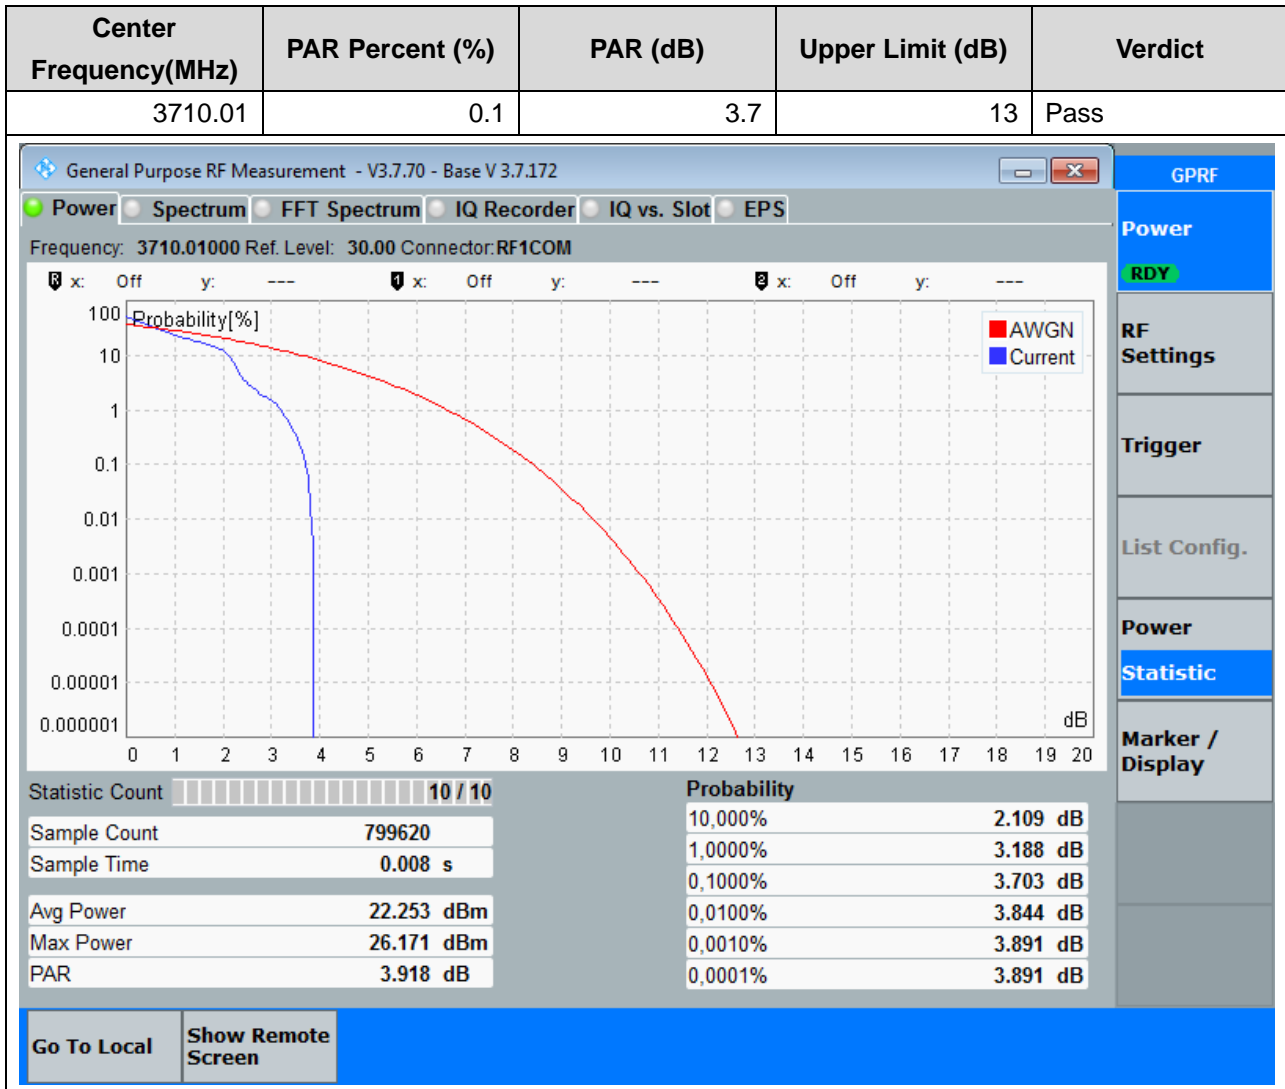 Center Frequency(MHz) PAR Percent (%) PAR (dB) Upper Limit (dB) Verdict
3710.01 0.1 3.7 13 Pass
General Purpose RF Measurement - V3.7.70 - Base V 3.7.172
GPRF
Power Spectrum FFT Spectrum IQ Recorder IQ vs. Slot EPS
Frequency: 3710.01000 Ref. Level: 30.00 Connector:RF1COM
R x: Off y: --- 1 x: Off y: --- 2 x: Off y: ---
Probability[%]
AWGN
Current
100
10
1
0.1
0.01
0.001
0.0001
0.00001
0.000001
dB
0 1 2 3 4 5 6 7 8 9 10 11 12 13 14 15 16 17 18 19 20
Statistic Count 10 / 10
Sample Count 799620
Sample Time 0.008 s
Avg Power 22.253 dBm
Max Power 26.171 dBm
PAR 3.918 dB
Probability
10,000% 2.109 dB
1,0000% 3.188 dB
0,1000% 3.703 dB
0,0100% 3.844 dB
0,0010% 3.891 dB
0,0001% 3.891 dB
Power
RDY
RF
Settings
Trigger
List Config.
Power
Statistic
Marker /
Display
Go To Local
Show Remote
Screen